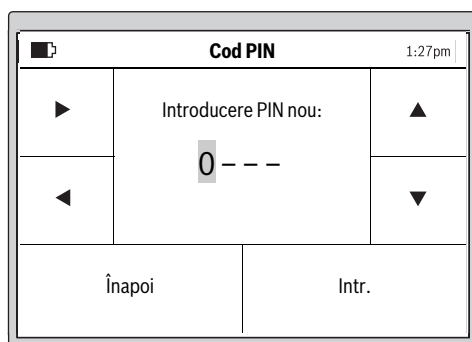 Cod PIN 1:27pm
Introducere PIN nou:
0 – – –
Înapoi Intr.